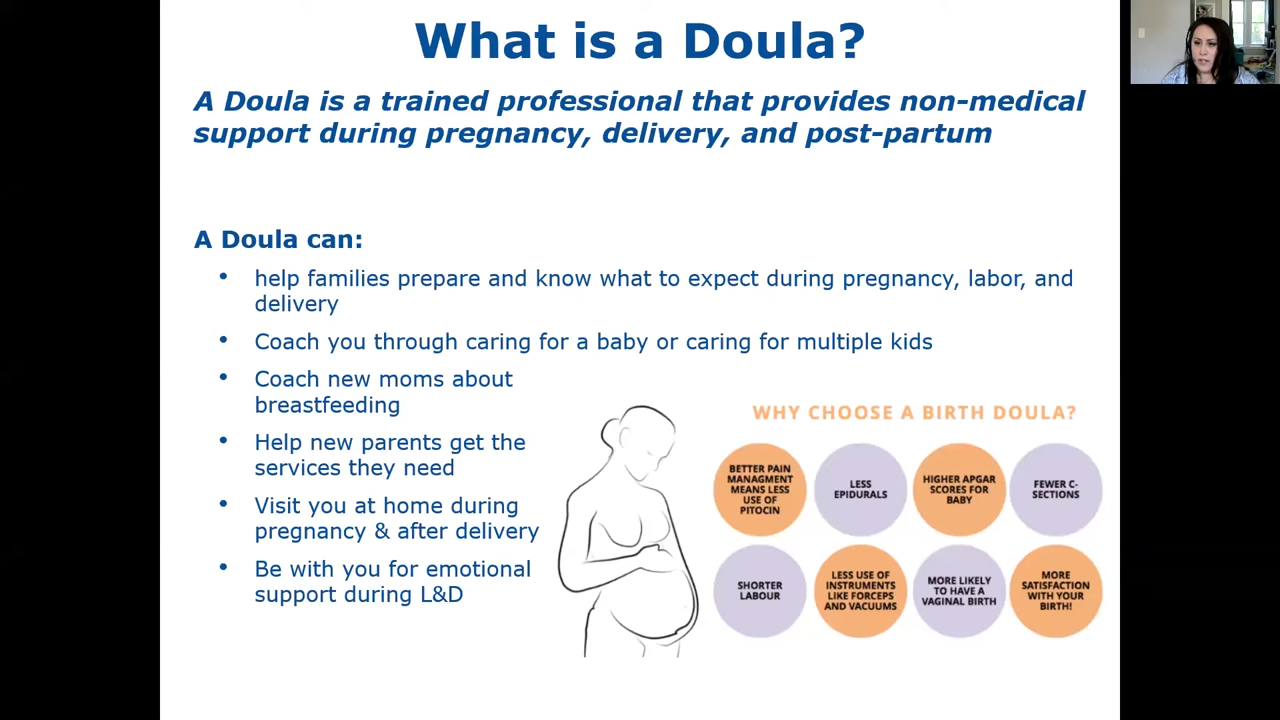 What is a Doula?
A Doula is a trained professional that provides non-medical
support during pregnancy, delivery, and post-partum
A Doula can:
• help families prepare and know what to expect during pregnancy, labor, and
delivery
• Coach you through caring for a baby or caring for multiple kids
• Coach new moms about
breastfeeding
• Help new parents get the
services they need
• Visit you at home during
pregnancy & after delivery
• Be with you for emotional
support during L&D
WHY CHOOSE A BIRTH DOULA?
BETTER PAIN
MANAGMENT
MEANS LESS
USE OF
PITOCIN
LESS
EPIDURALS
HIGHER APGAR
SCORES FOR
BABY
FEWER C-
SECTIONS
SHORTER
LABOUR
LESS USE OF
INSTRUMENTS
LIKE FORCEPS
AND VACUUMS
MORE LIKELY
TO HAVE A
VAGINAL BIRTH
MORE
SATISFACTION
WITH YOUR
BIRTH!